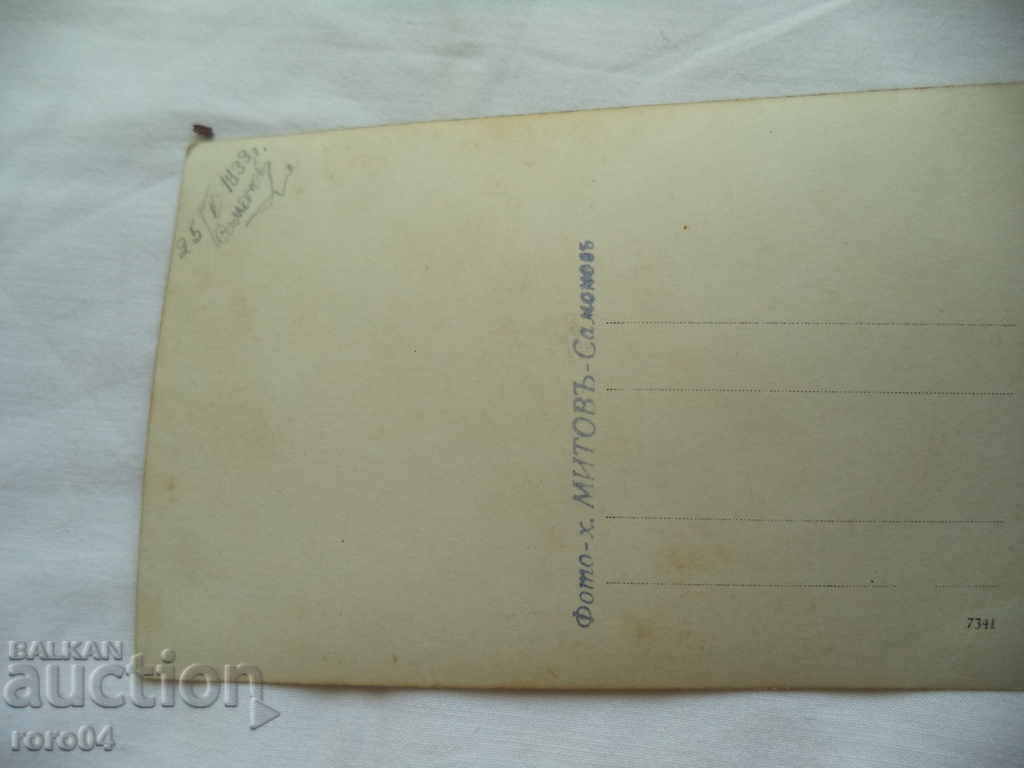 25 V 1939 г.
Фото-х. МИТОВЪ-Самоковъ
7341
BALKAN
auction
roro04